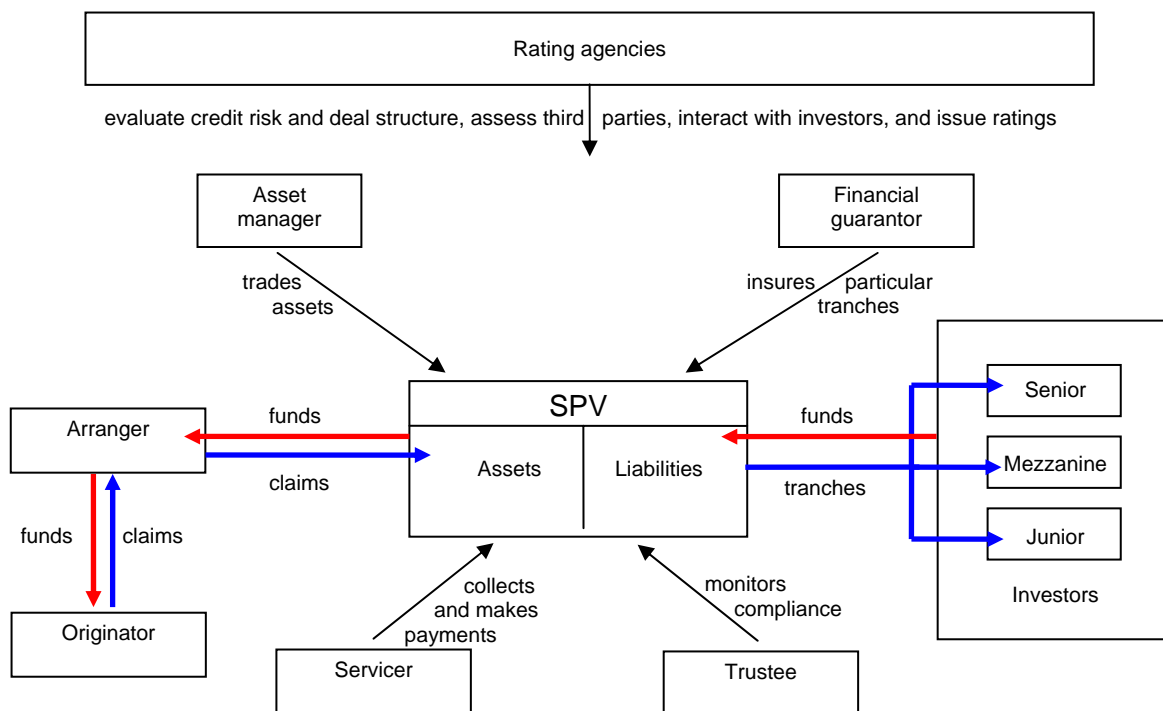 Rating agencies
evaluate credit risk and deal structure, assess third parties, interact with investors, and issue ratings
Asset
manager
Financial
guarantor
trades
assets
insures particular
tranches
Senior
SPV
funds
funds
Arranger
Assets
Liabilities
Mezzanine
claims
tranches
funds
claims
Junior
collects
and makes
payments
monitors
compliance
Investors
Originator
Servicer
Trustee